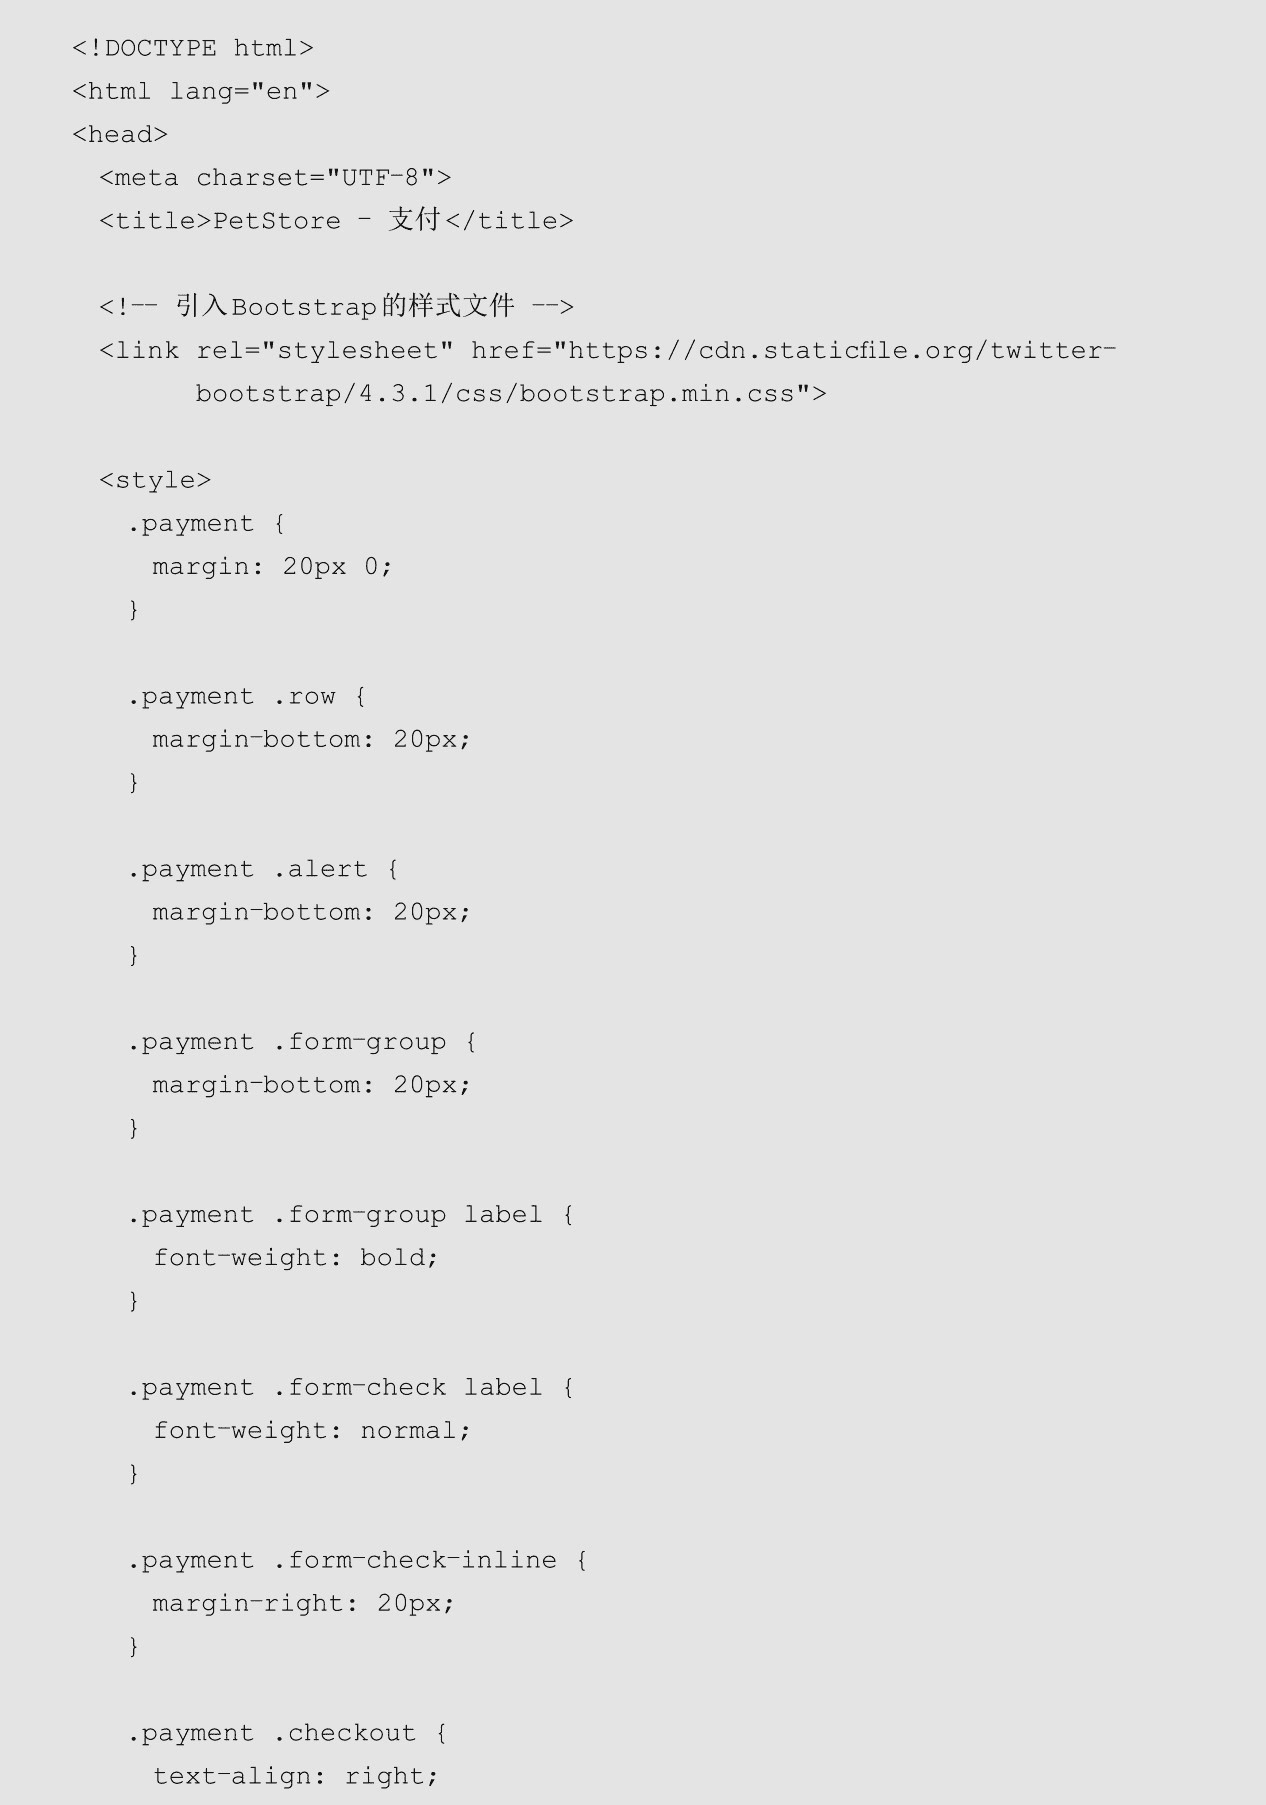 <!DOCTYPE html>
<html lang="en">
<head>
  <meta charset="UTF-8">
  <title>PetStore - 支付</title>

  <!-- 引入Bootstrap的样式文件 -->
  <link rel="stylesheet" href="https://cdn.staticfile.org/twitter-
        bootstrap/4.3.1/css/bootstrap.min.css">

  <style>
    .payment {
      margin: 20px 0;
    }

    .payment .row {
      margin-bottom: 20px;
    }

    .payment .alert {
      margin-bottom: 20px;
    }

    .payment .form-group {
      margin-bottom: 20px;
    }

    .payment .form-group label {
      font-weight: bold;
    }

    .payment .form-check label {
      font-weight: normal;
    }

    .payment .form-check-inline {
      margin-right: 20px;
    }

    .payment .checkout {
      text-align: right;